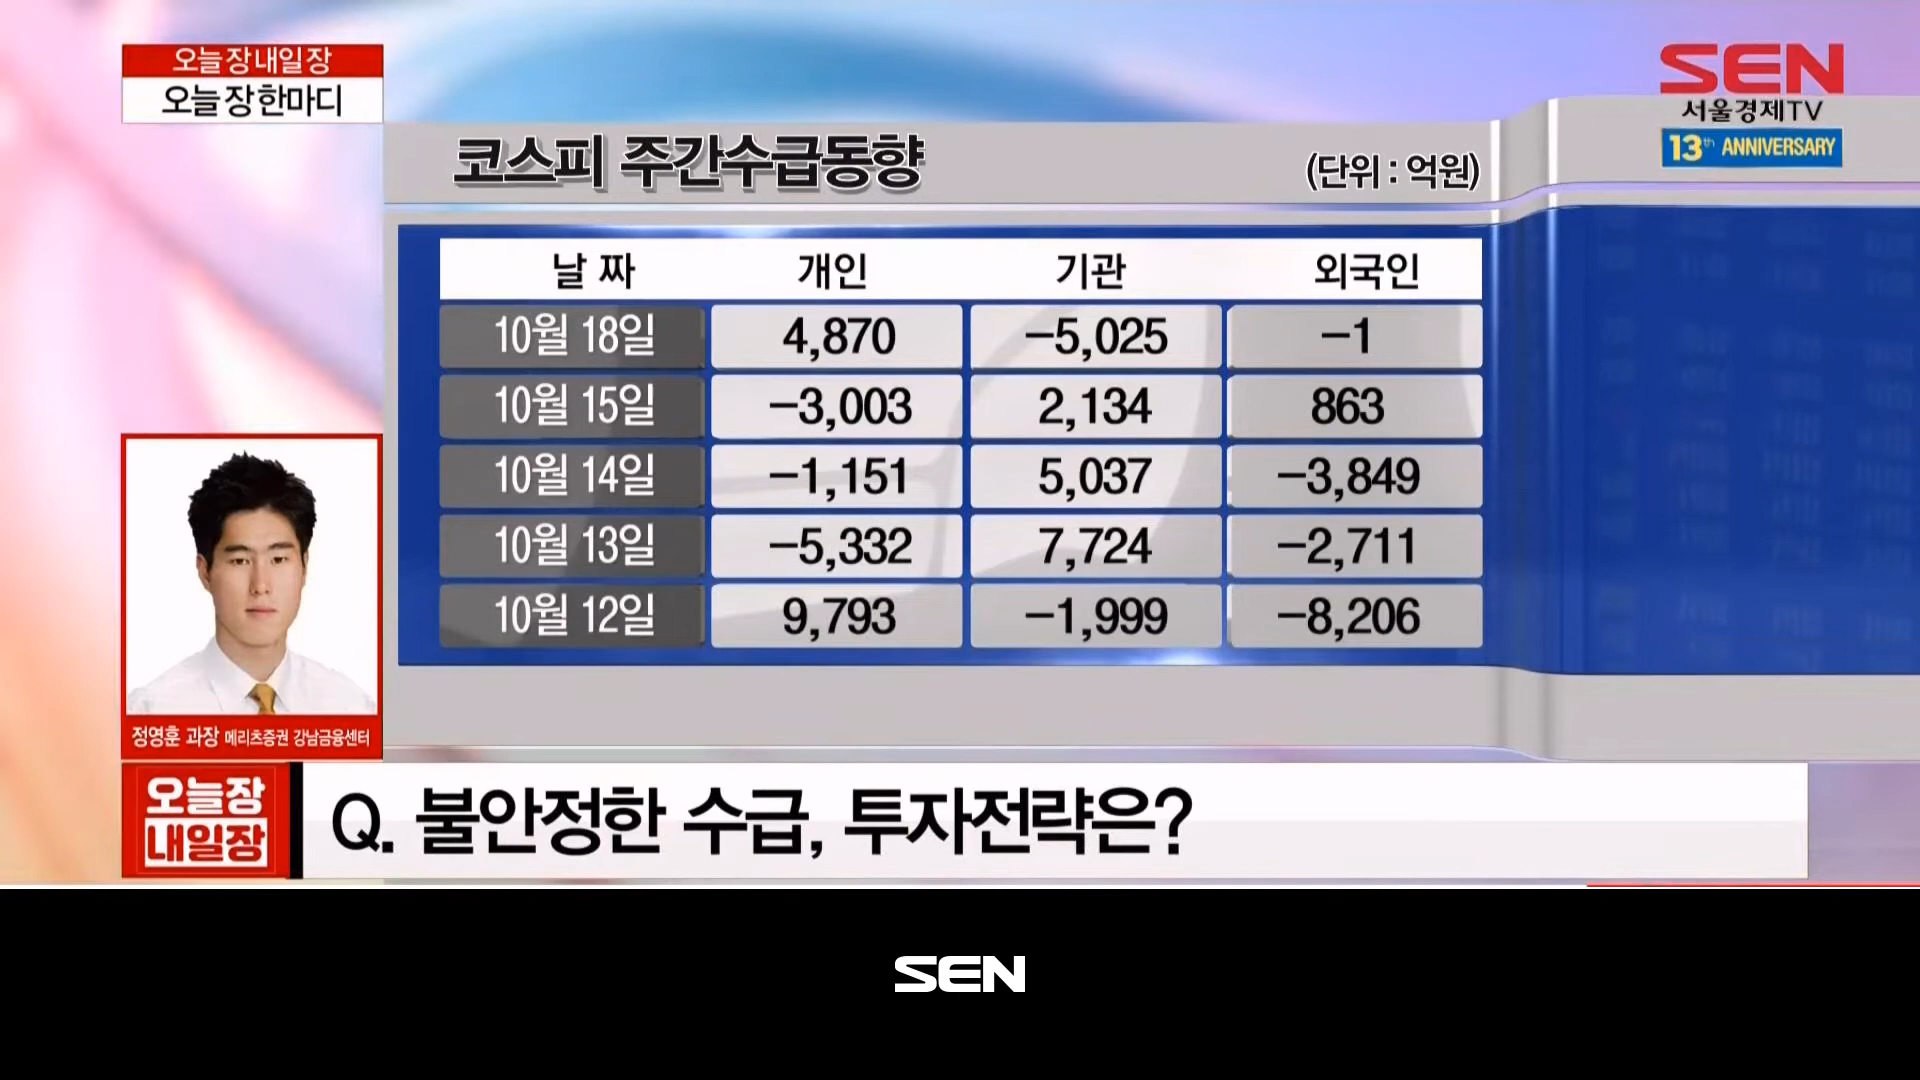 오늘장 내일장
오늘장 한마디
SEN
서울경제TV
13th ANNIVERSARY
코스피 주간수급동향
(단위 : 억원)
날 짜 개인 기관 외국인
10월 18일 4,870 -5,025 -1
10월 15일 -3,003 2,134 863
10월 14일 -1,151 5,037 -3,849
10월 13일 -5,332 7,724 -2,711
10월 12일 9,793 -1,999 -8,206
정영훈 과장 메리츠증권 강남금융센터
오늘장
내일장
Q. 불안정한 수급, 투자전략은?
SEN